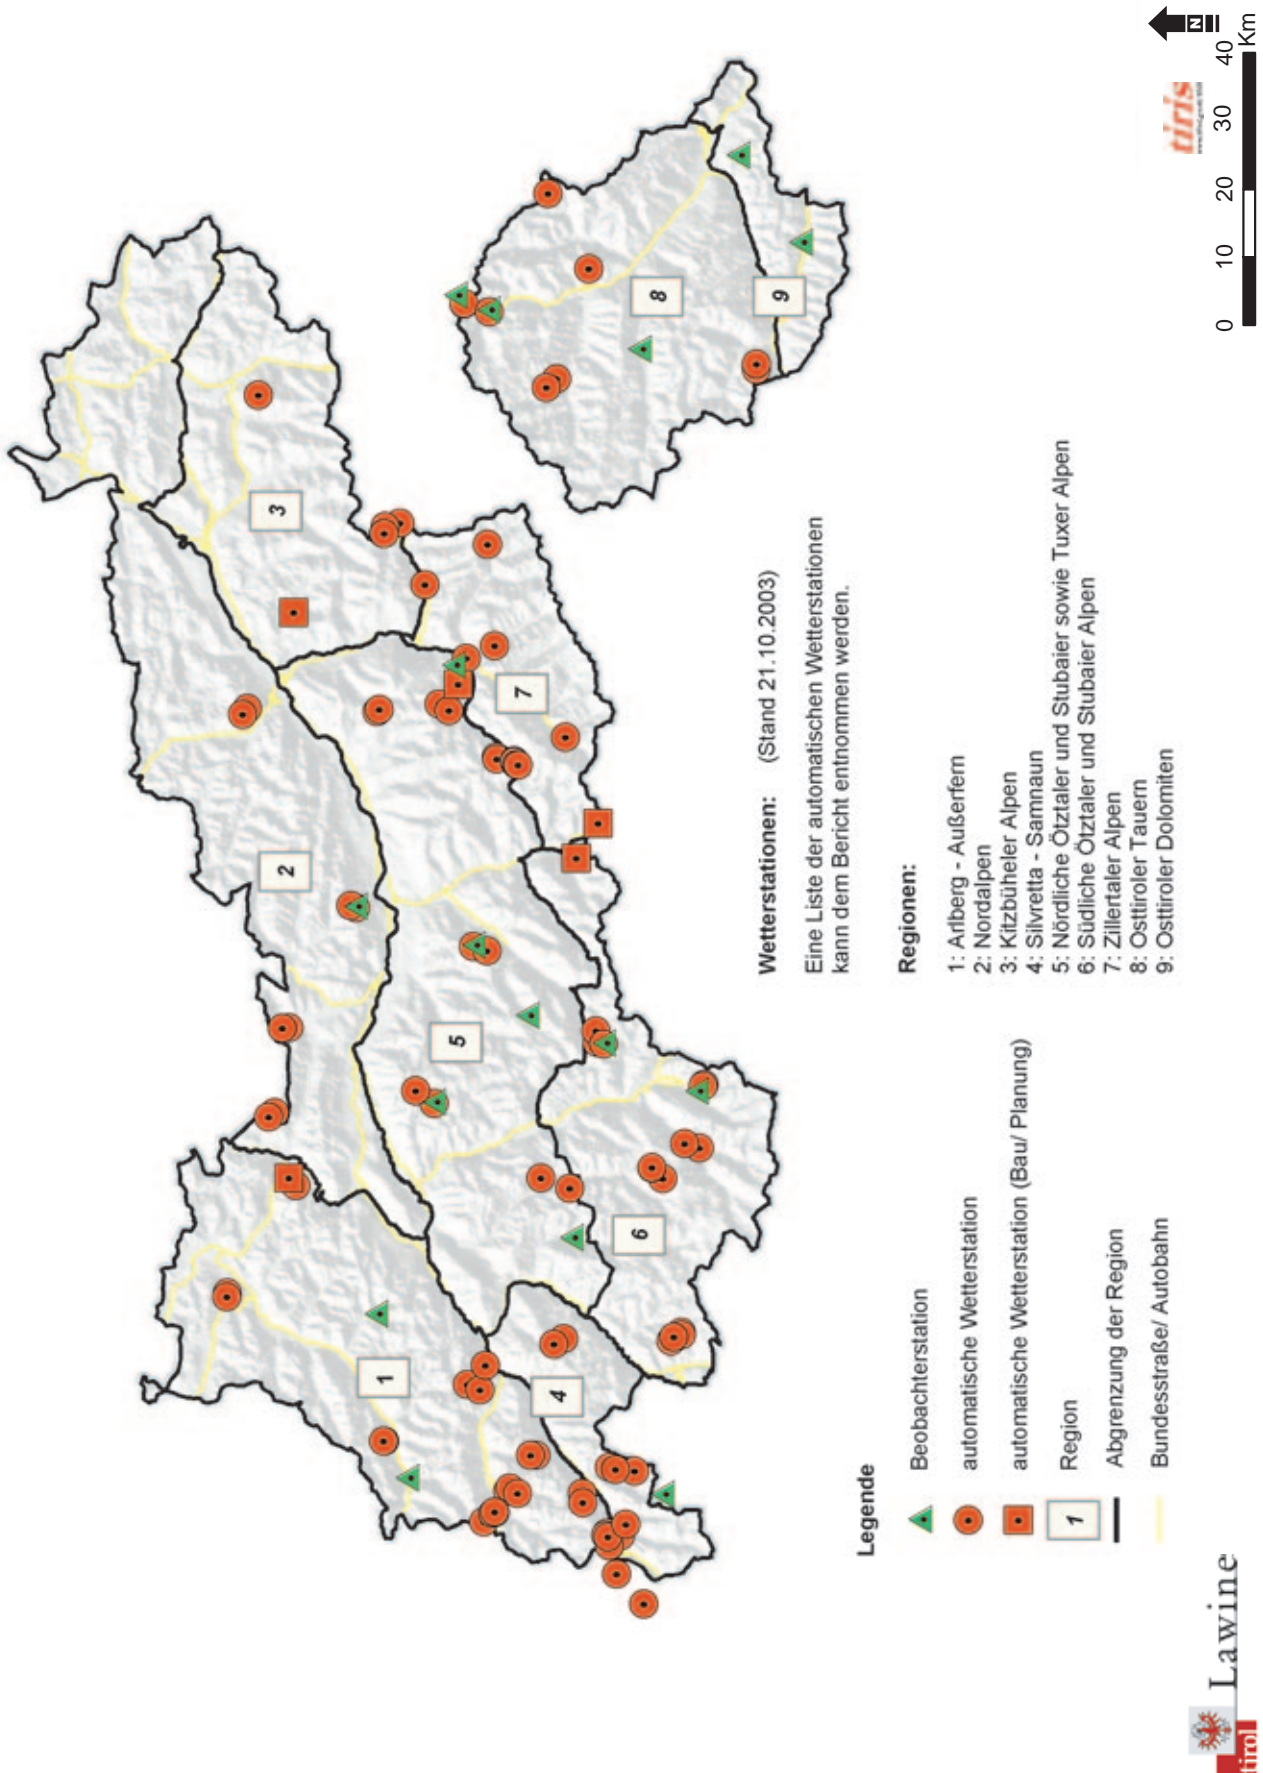 1
2
3
4
5
6
7
8
9
Wetterstationen: (Stand 21.10.2003)
Eine Liste der automatischen Wetterstationen
kann dem Bericht entnommen werden.
Regionen:
1: Arlberg - Außerfern
2: Nordalpen
3: Kitzbüheler Alpen
4: Silvretta - Samnaun
5: Nördliche Ötztaler und Stubaier sowie Tuxer Alpen
6: Südliche Ötztaler und Stubaier Alpen
7: Zillertaler Alpen
8: Osttiroler Tauern
9: Osttiroler Dolomiten
Legende
Beobachterstation
automatische Wetterstation
automatische Wetterstation (Bau/ Planung)
1 Region
Abgrenzung der Region
Bundesstraße/ Autobahn
tirol Lawine
tiris
N
0 10 20 30 40
Km